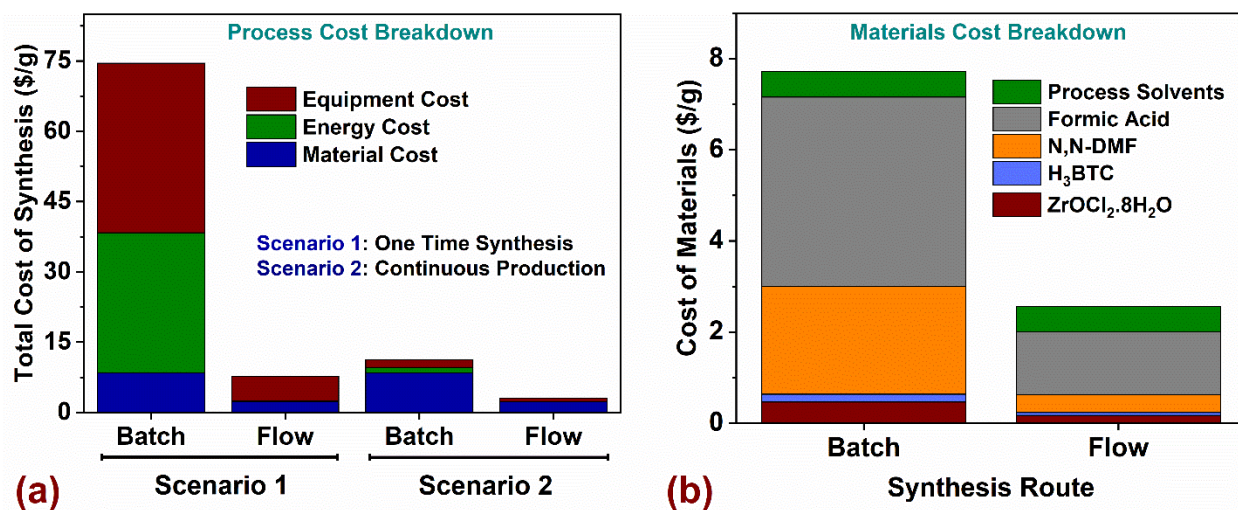 Process Cost Breakdown
Total Cost of Synthesis ($/g)
75
60
45
30
15
0
Equipment Cost
Energy Cost
Material Cost
Scenario 1: One Time Synthesis
Scenario 2: Continuous Production
Batch Flow Batch Flow
Scenario 1 Scenario 2
(a)
Materials Cost Breakdown
Cost of Materials ($/g)
8
6
4
2
0
Process Solvents
Formic Acid
N,N-DMF
H₃BTC
ZrOCl₂.8H₂O
Batch Flow
Synthesis Route
(b)